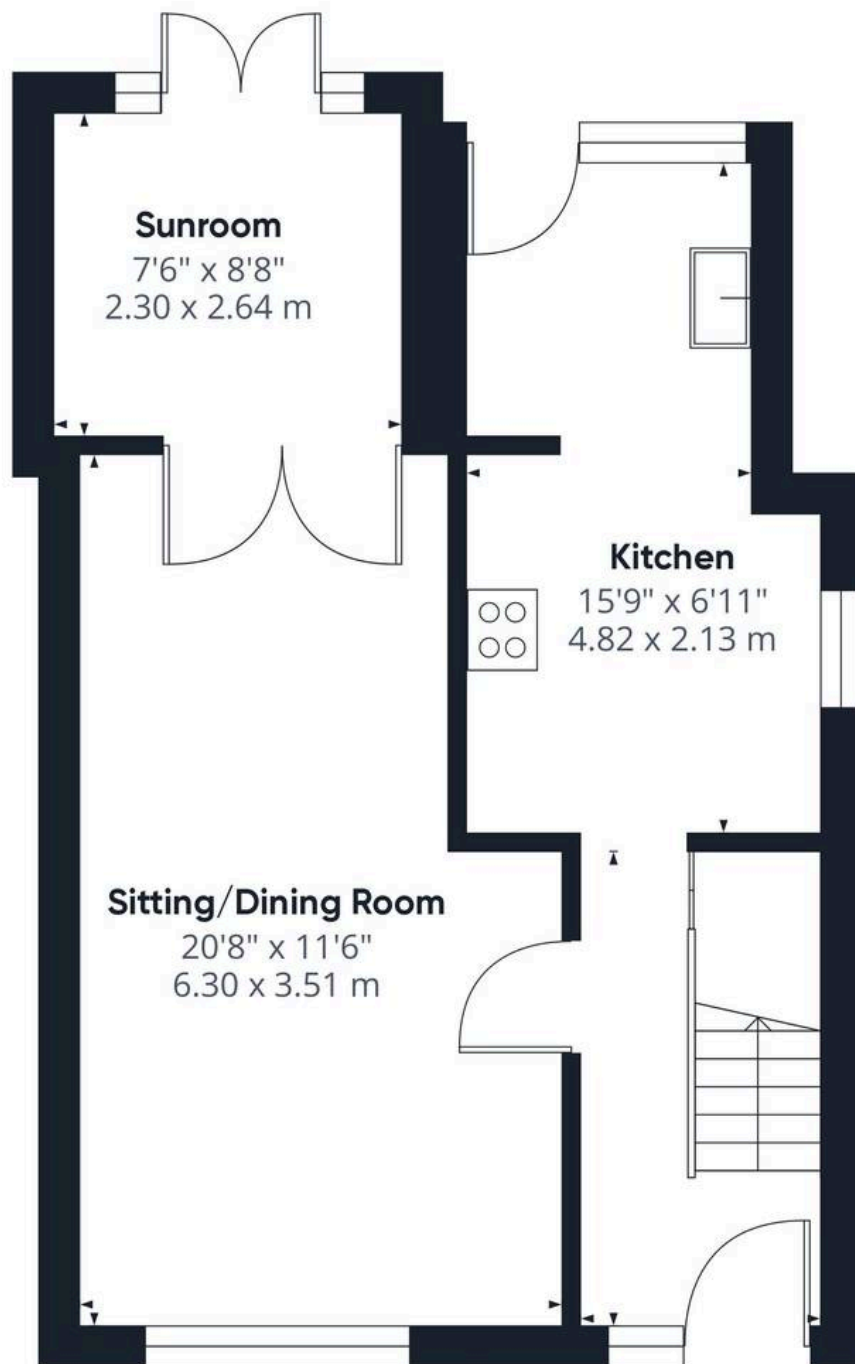 Sunroom
7'6" x 8'8"
2.30 x 2.64 m
Kitchen
15'9" x 6'11"
4.82 x 2.13 m
Sitting/Dining Room
20'8" x 11'6"
6.30 x 3.51 m